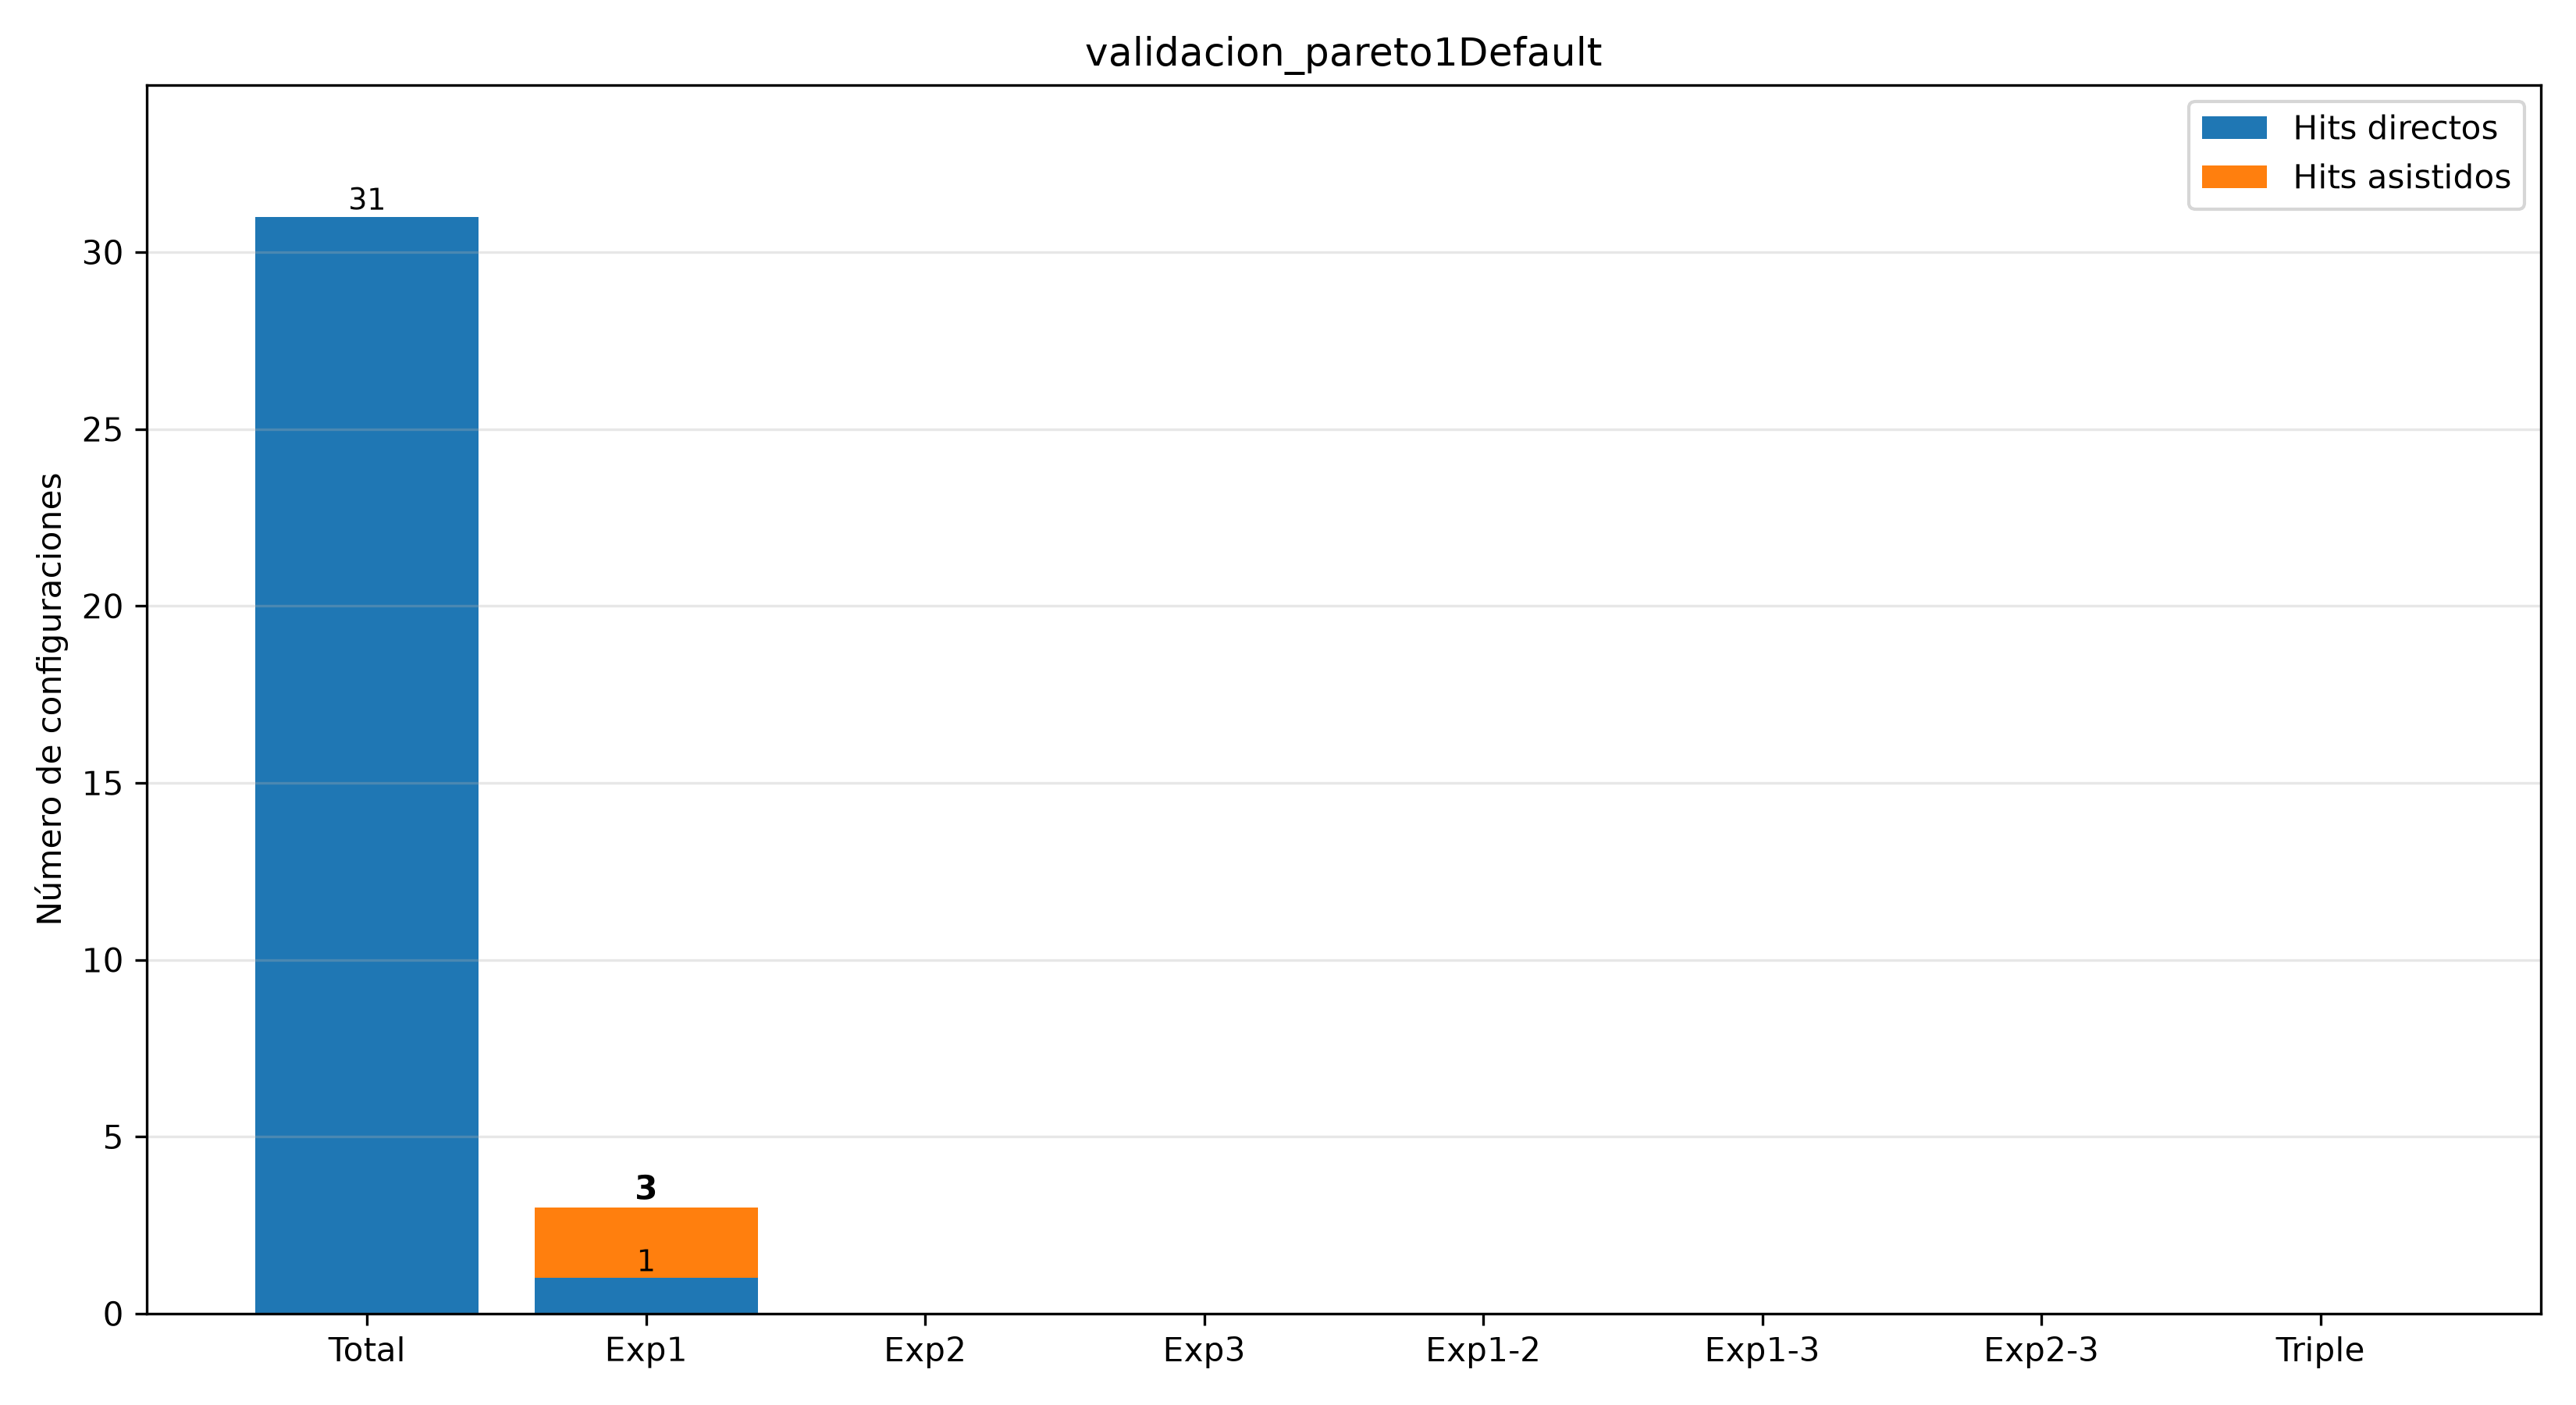 validacion_pareto1Default
Hits directos
Hits asistidos
Número de configuraciones
30
25
20
15
10
5
0
31
3
1
Total
Exp1
Exp2
Exp3
Exp1-2
Exp1-3
Exp2-3
Triple